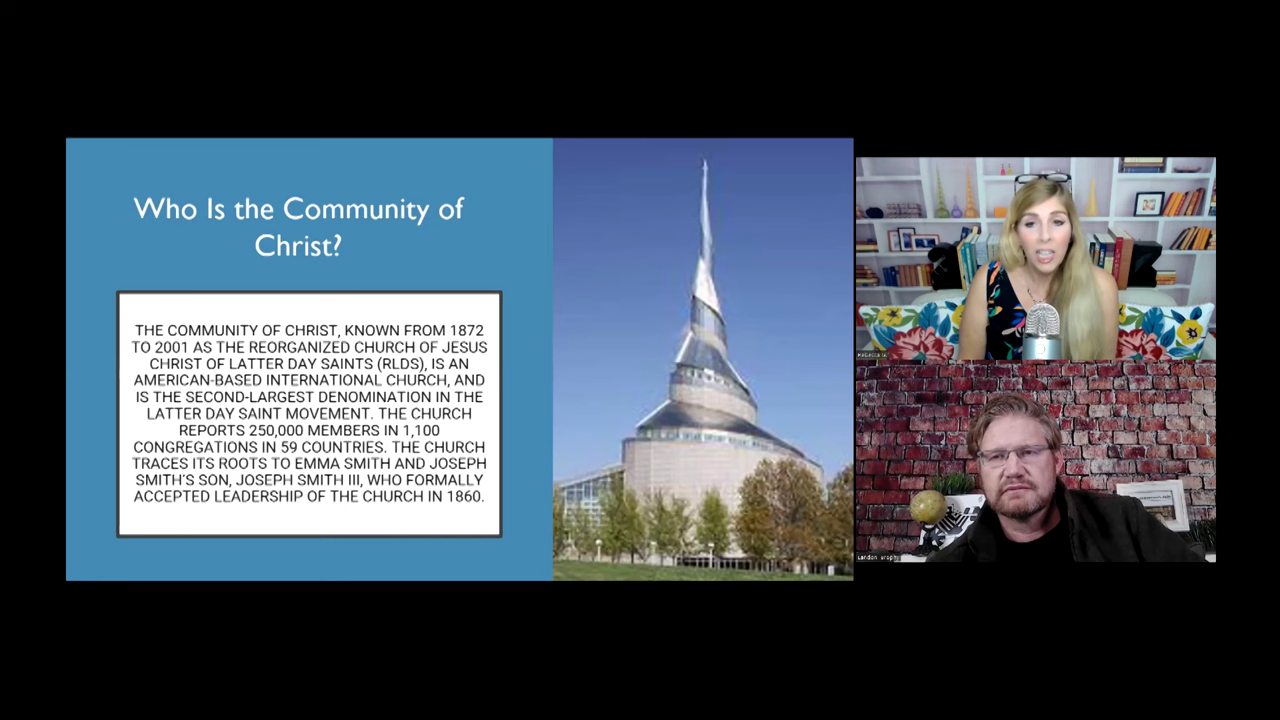 Who Is the Community of
Christ?
THE COMMUNITY OF CHRIST, KNOWN FROM 1872
TO 2001 AS THE REORGANIZED CHURCH OF JESUS
CHRIST OF LATTER DAY SAINTS (RLDS), IS AN
AMERICAN-BASED INTERNATIONAL CHURCH, AND
IS THE SECOND-LARGEST DENOMINATION IN THE
LATTER DAY SAINT MOVEMENT. THE CHURCH
REPORTS 250,000 MEMBERS IN 1,100
CONGREGATIONS IN 59 COUNTRIES. THE CHURCH
TRACES ITS ROOTS TO EMMA SMITH AND JOSEPH
SMITH'S SON, JOSEPH SMITH III, WHO FORMALLY
ACCEPTED LEADERSHIP OF THE CHURCH IN 1860.
Landon